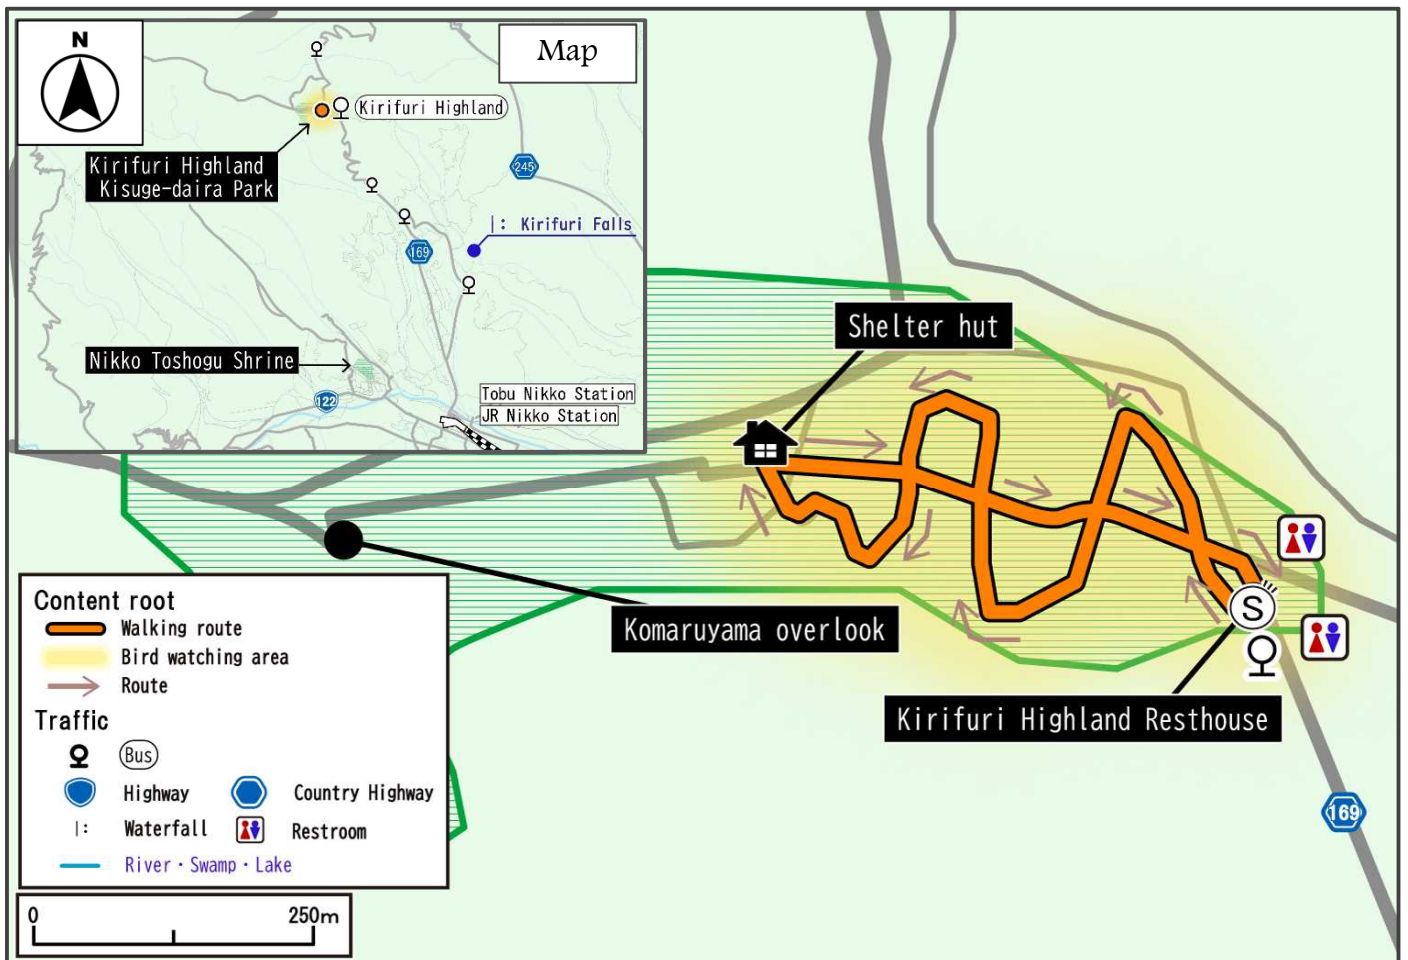 N
Map
Kirifuri Highland
Kirifuri Highland
Kisuge-daira Park
245
|: Kirifuri Falls
169
Nikko Toshogu Shrine
122
Tobu Nikko Station
JR Nikko Station
Shelter hut
Komaruyama overlook
S
Kirifuri Highland Resthouse
169
Content root
Walking route
Bird watching area
Route
Traffic
Bus
Highway
Country Highway
|: Waterfall
Restroom
River・Swamp・Lake
0 250m